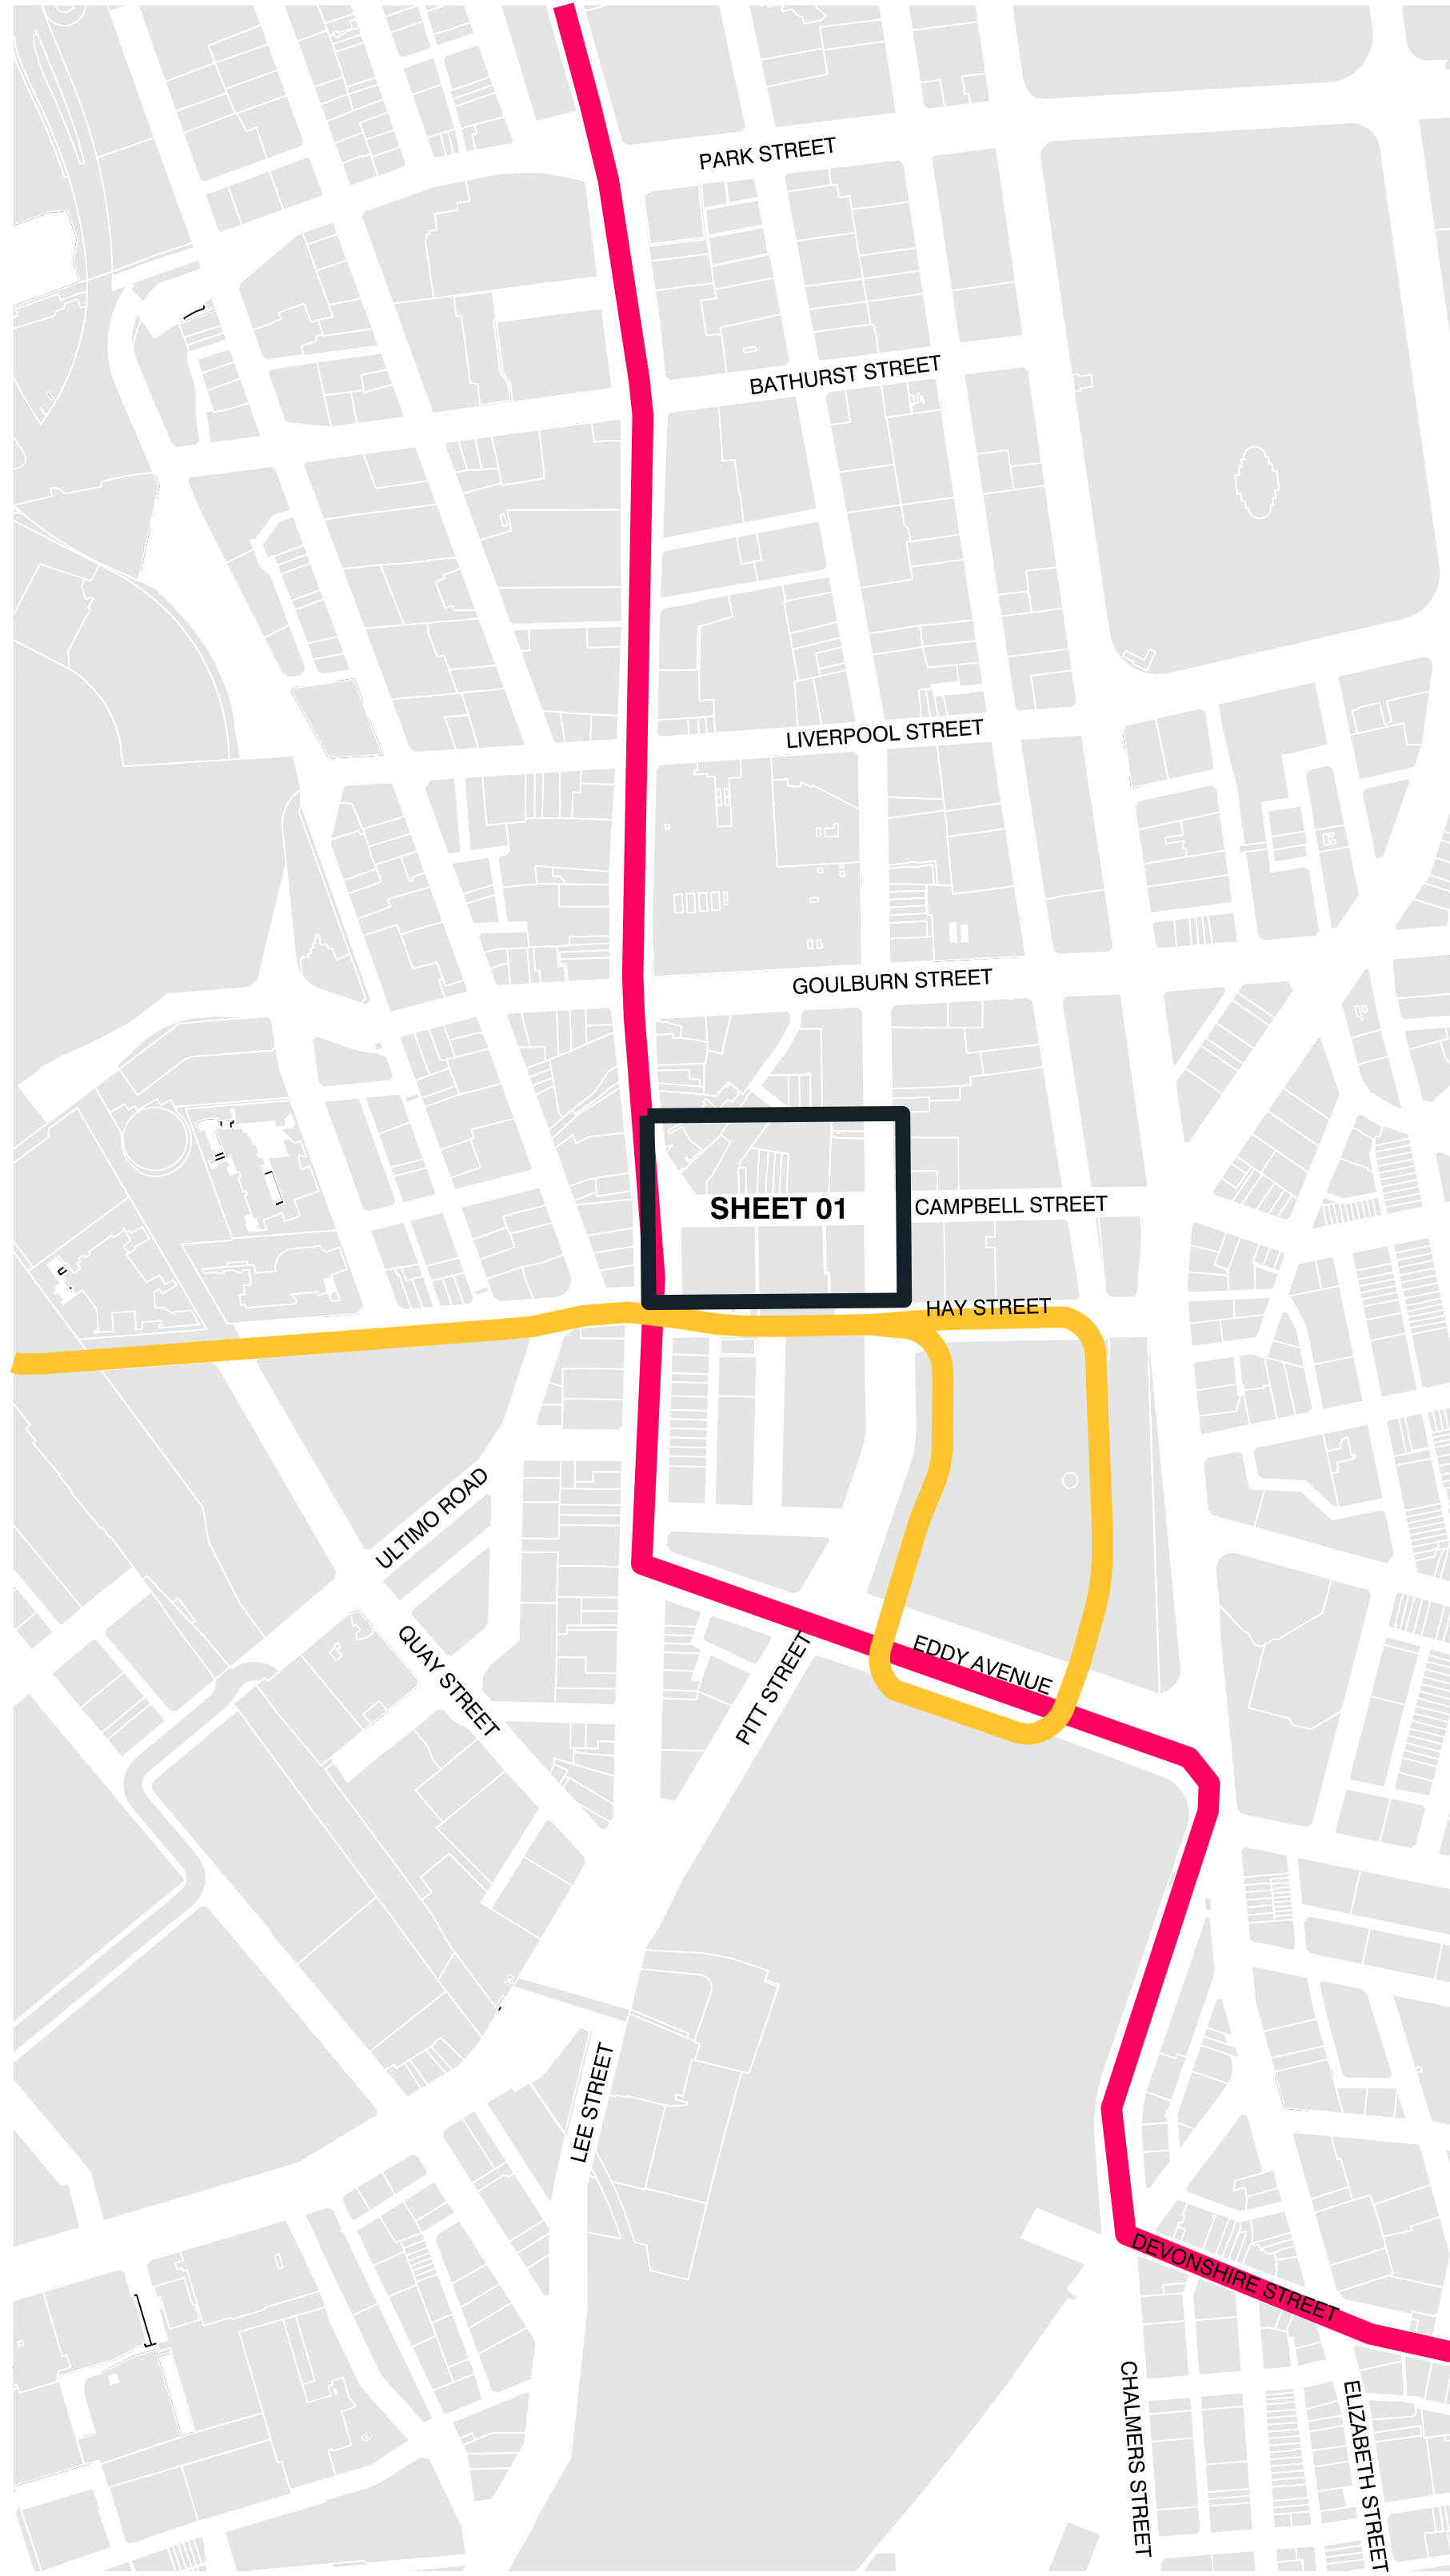 PARK STREET
BATHURST STREET
LIVERPOOL STREET
GOULBURN STREET
SHEET 01
CAMPBELL STREET
HAY STREET
ULTIMO ROAD
QUAY STREET
PITT STREET
EDDY AVENUE
LEE STREET
DEVONSHIRE STREET
CHALMERS STREET
ELIZABETH STREET